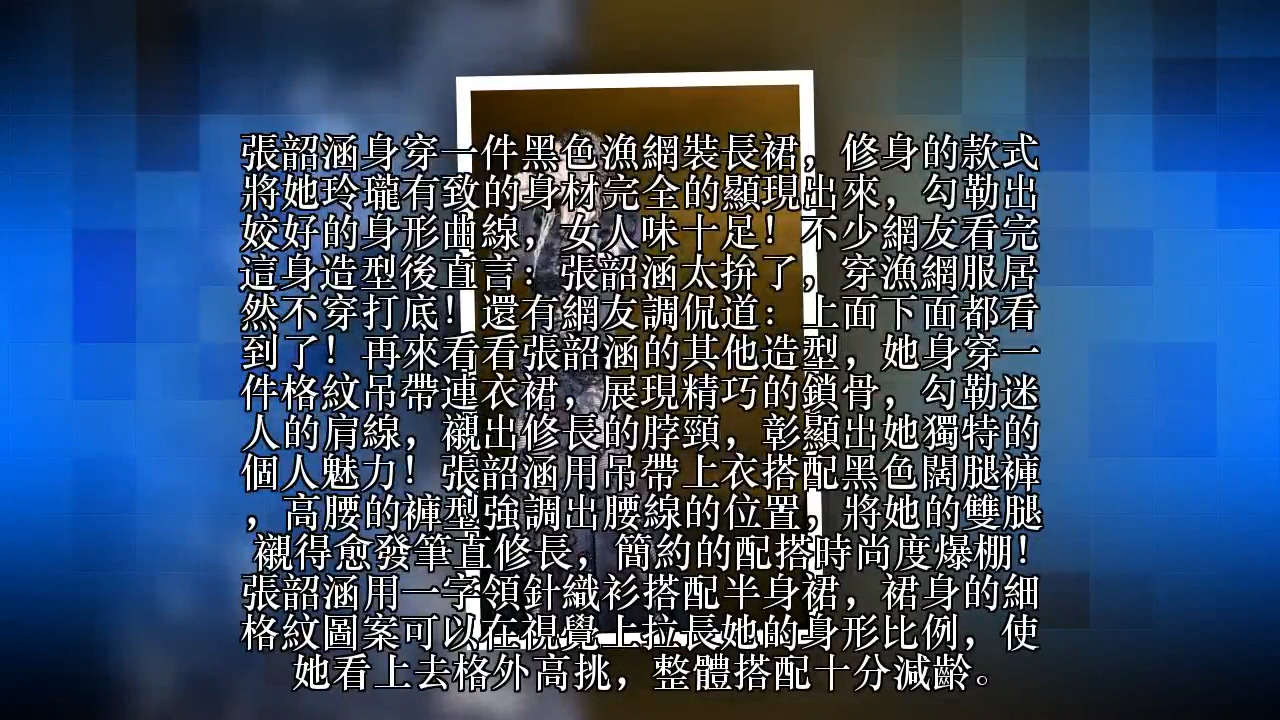 張韶涵身穿一件黑色漁網裝長裙，修身的款式
將她玲瓏有致的身材完全的顯現出來，勾勒出
姣好的身形曲線，女人味十足！不少網友看完
這身造型後直言：張韶涵太拚了，穿漁網服居
然不穿打底！還有網友調侃道：上面下面都看
到了！再來看看張韶涵的其他造型，她身穿一
件格紋吊帶連衣裙，展現精巧的鎖骨，勾勒迷
人的肩線，襯出修長的脖頸，彰顯出她獨特的
個人魅力！張韶涵用吊帶上衣搭配黑色闊腿褲
，高腰的褲型強調出腰線的位置，將她的雙腿
襯得愈發筆直修長，簡約的配搭時尚度爆棚！
張韶涵用一字領針織衫搭配半身裙，裙身的細
格紋圖案可以在視覺上拉長她的身形比例，使
她看上去格外高挑，整體搭配十分減齡。